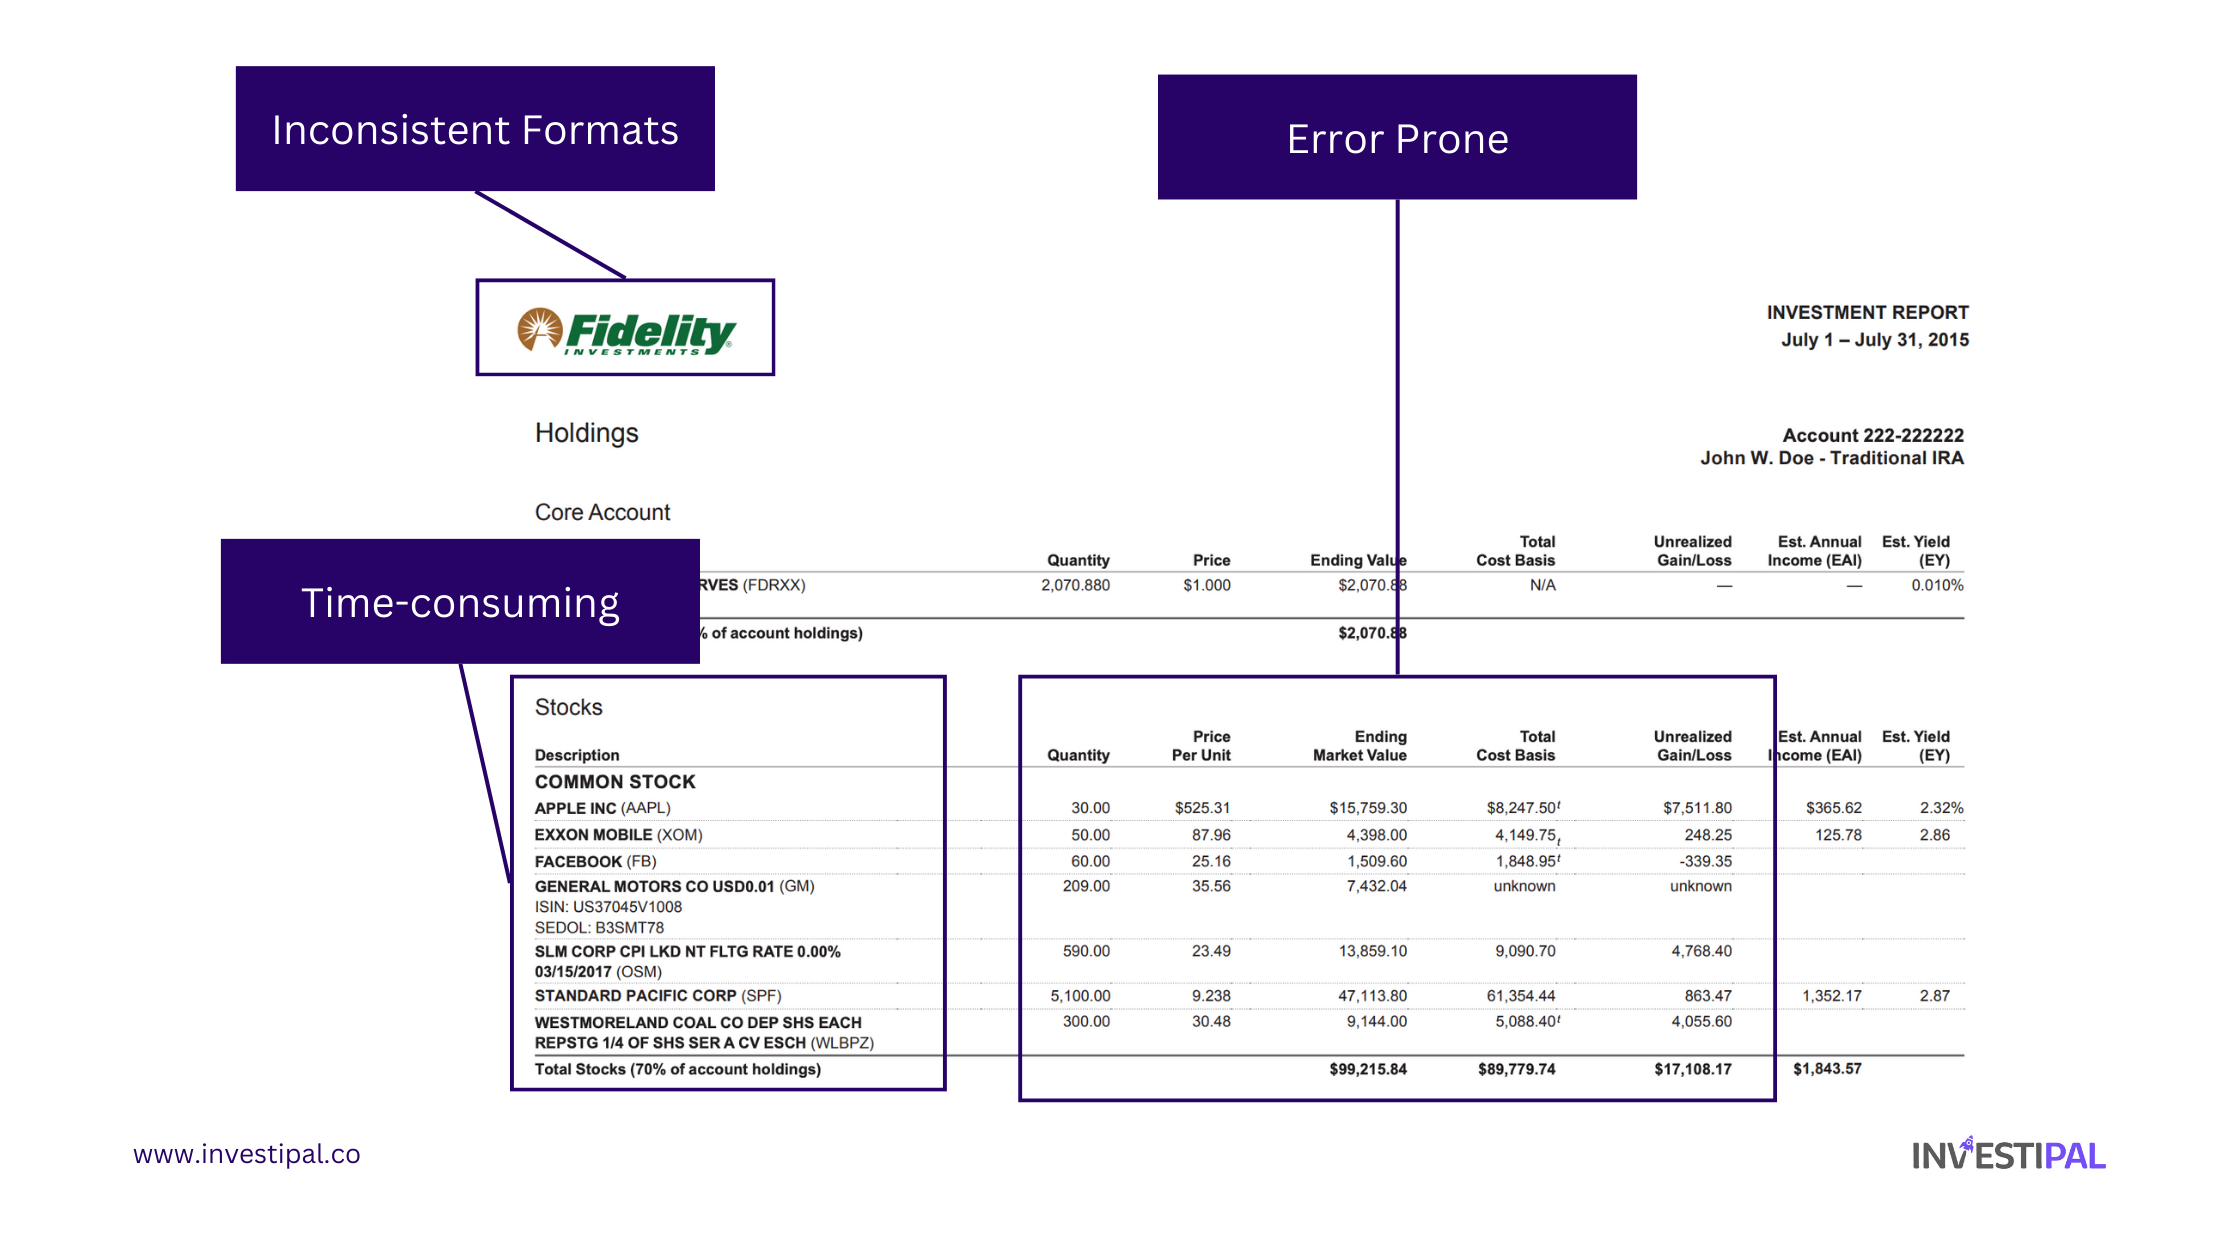 Inconsistent Formats
Error Prone
Fidelity
INVESTMENTS
INVESTMENT REPORT
July 1 – July 31, 2015
Holdings
Account 222-222222
John W. Doe - Traditional IRA
Core Account
Time-consuming
Total Unrealized Est. Annual Est. Yield
Quantity Price Ending Value Cost Basis Gain/Loss Income (EAI) (EY)
RVES (FDRXX) 2,070.880 $1.000 $2,070.88 N/A — — 0.010%
% of account holdings) $2,070.88
Stocks
Price Ending Total Unrealized Est. Annual Est. Yield
Description Quantity Per Unit Market Value Cost Basis Gain/Loss Income (EAI) (EY)
COMMON STOCK
APPLE INC (AAPL) 30.00 $525.31 $15,759.30 $8,247.50t $7,511.80 $365.62 2.32%
EXXON MOBILE (XOM) 50.00 87.96 4,398.00 4,149.75t 248.25 125.78 2.86
FACEBOOK (FB) 60.00 25.16 1,509.60 1,848.95t -339.35
GENERAL MOTORS CO USD0.01 (GM) 209.00 35.56 7,432.04 unknown unknown
ISIN: US37045V1008
SEDOL: B3SMT78
SLM CORP CPI LKD NT FLTG RATE 0.00% 590.00 23.49 13,859.10 9,090.70 4,768.40
03/15/2017 (OSM)
STANDARD PACIFIC CORP (SPF) 5,100.00 9.238 47,113.80 61,354.44 863.47 1,352.17 2.87
WESTMORELAND COAL CO DEP SHS EACH 300.00 30.48 9,144.00 5,088.40t 4,055.60
REPSTG 1/4 OF SHS SER A CV ESCH (WLBPZ)
Total Stocks (70% of account holdings) $99,215.84 $89,779.74 $17,108.17 $1,843.57
www.investipal.co
INVESTIPAL